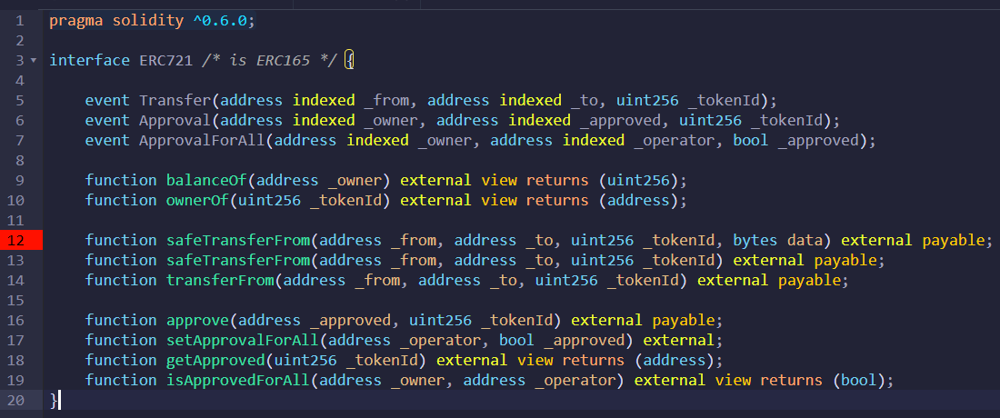 1 pragma solidity ^0.6.0;
2
3 interface ERC721 /* is ERC165 */ {
4
5 event Transfer(address indexed _from, address indexed _to, uint256 _tokenId);
6 event Approval(address indexed _owner, address indexed _approved, uint256 _tokenId);
7 event ApprovalForAll(address indexed _owner, address indexed _operator, bool _approved);
8
9 function balanceOf(address _owner) external view returns (uint256);
10 function ownerOf(uint256 _tokenId) external view returns (address);
11
12 function safeTransferFrom(address _from, address _to, uint256 _tokenId, bytes data) external payable;
13 function safeTransferFrom(address _from, address _to, uint256 _tokenId) external payable;
14 function transferFrom(address _from, address _to, uint256 _tokenId) external payable;
15
16 function approve(address _approved, uint256 _tokenId) external payable;
17 function setApprovalForAll(address _operator, bool _approved) external;
18 function getApproved(uint256 _tokenId) external view returns (address);
19 function isApprovedForAll(address _owner, address _operator) external view returns (bool);
20 }